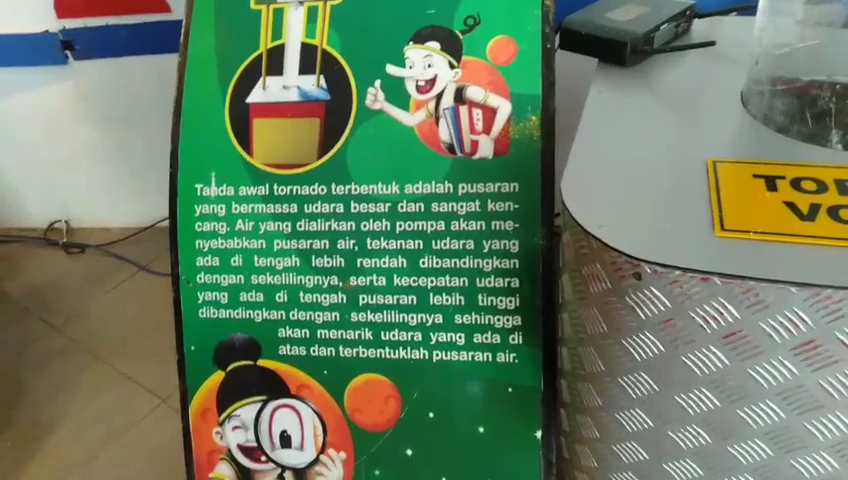 Tanda awal tornado terbentuk adalah pusaran
yang bermassa udara besar dan sangat ken-
cang. Air yang dialirkan oleh pompa akan me-
nyebabkan pusaran air, tekanan udara yang
ada di tengah lebih rendah dibandingkan
dengan sekelilingnya, serta kecepatan udara
yang ada di tengah pusaran lebih tinggi
dibandingkan dengan sekelilingnya sehingga
akan menarik udara yang ada di
atas dan terbentuklah pusaran air.